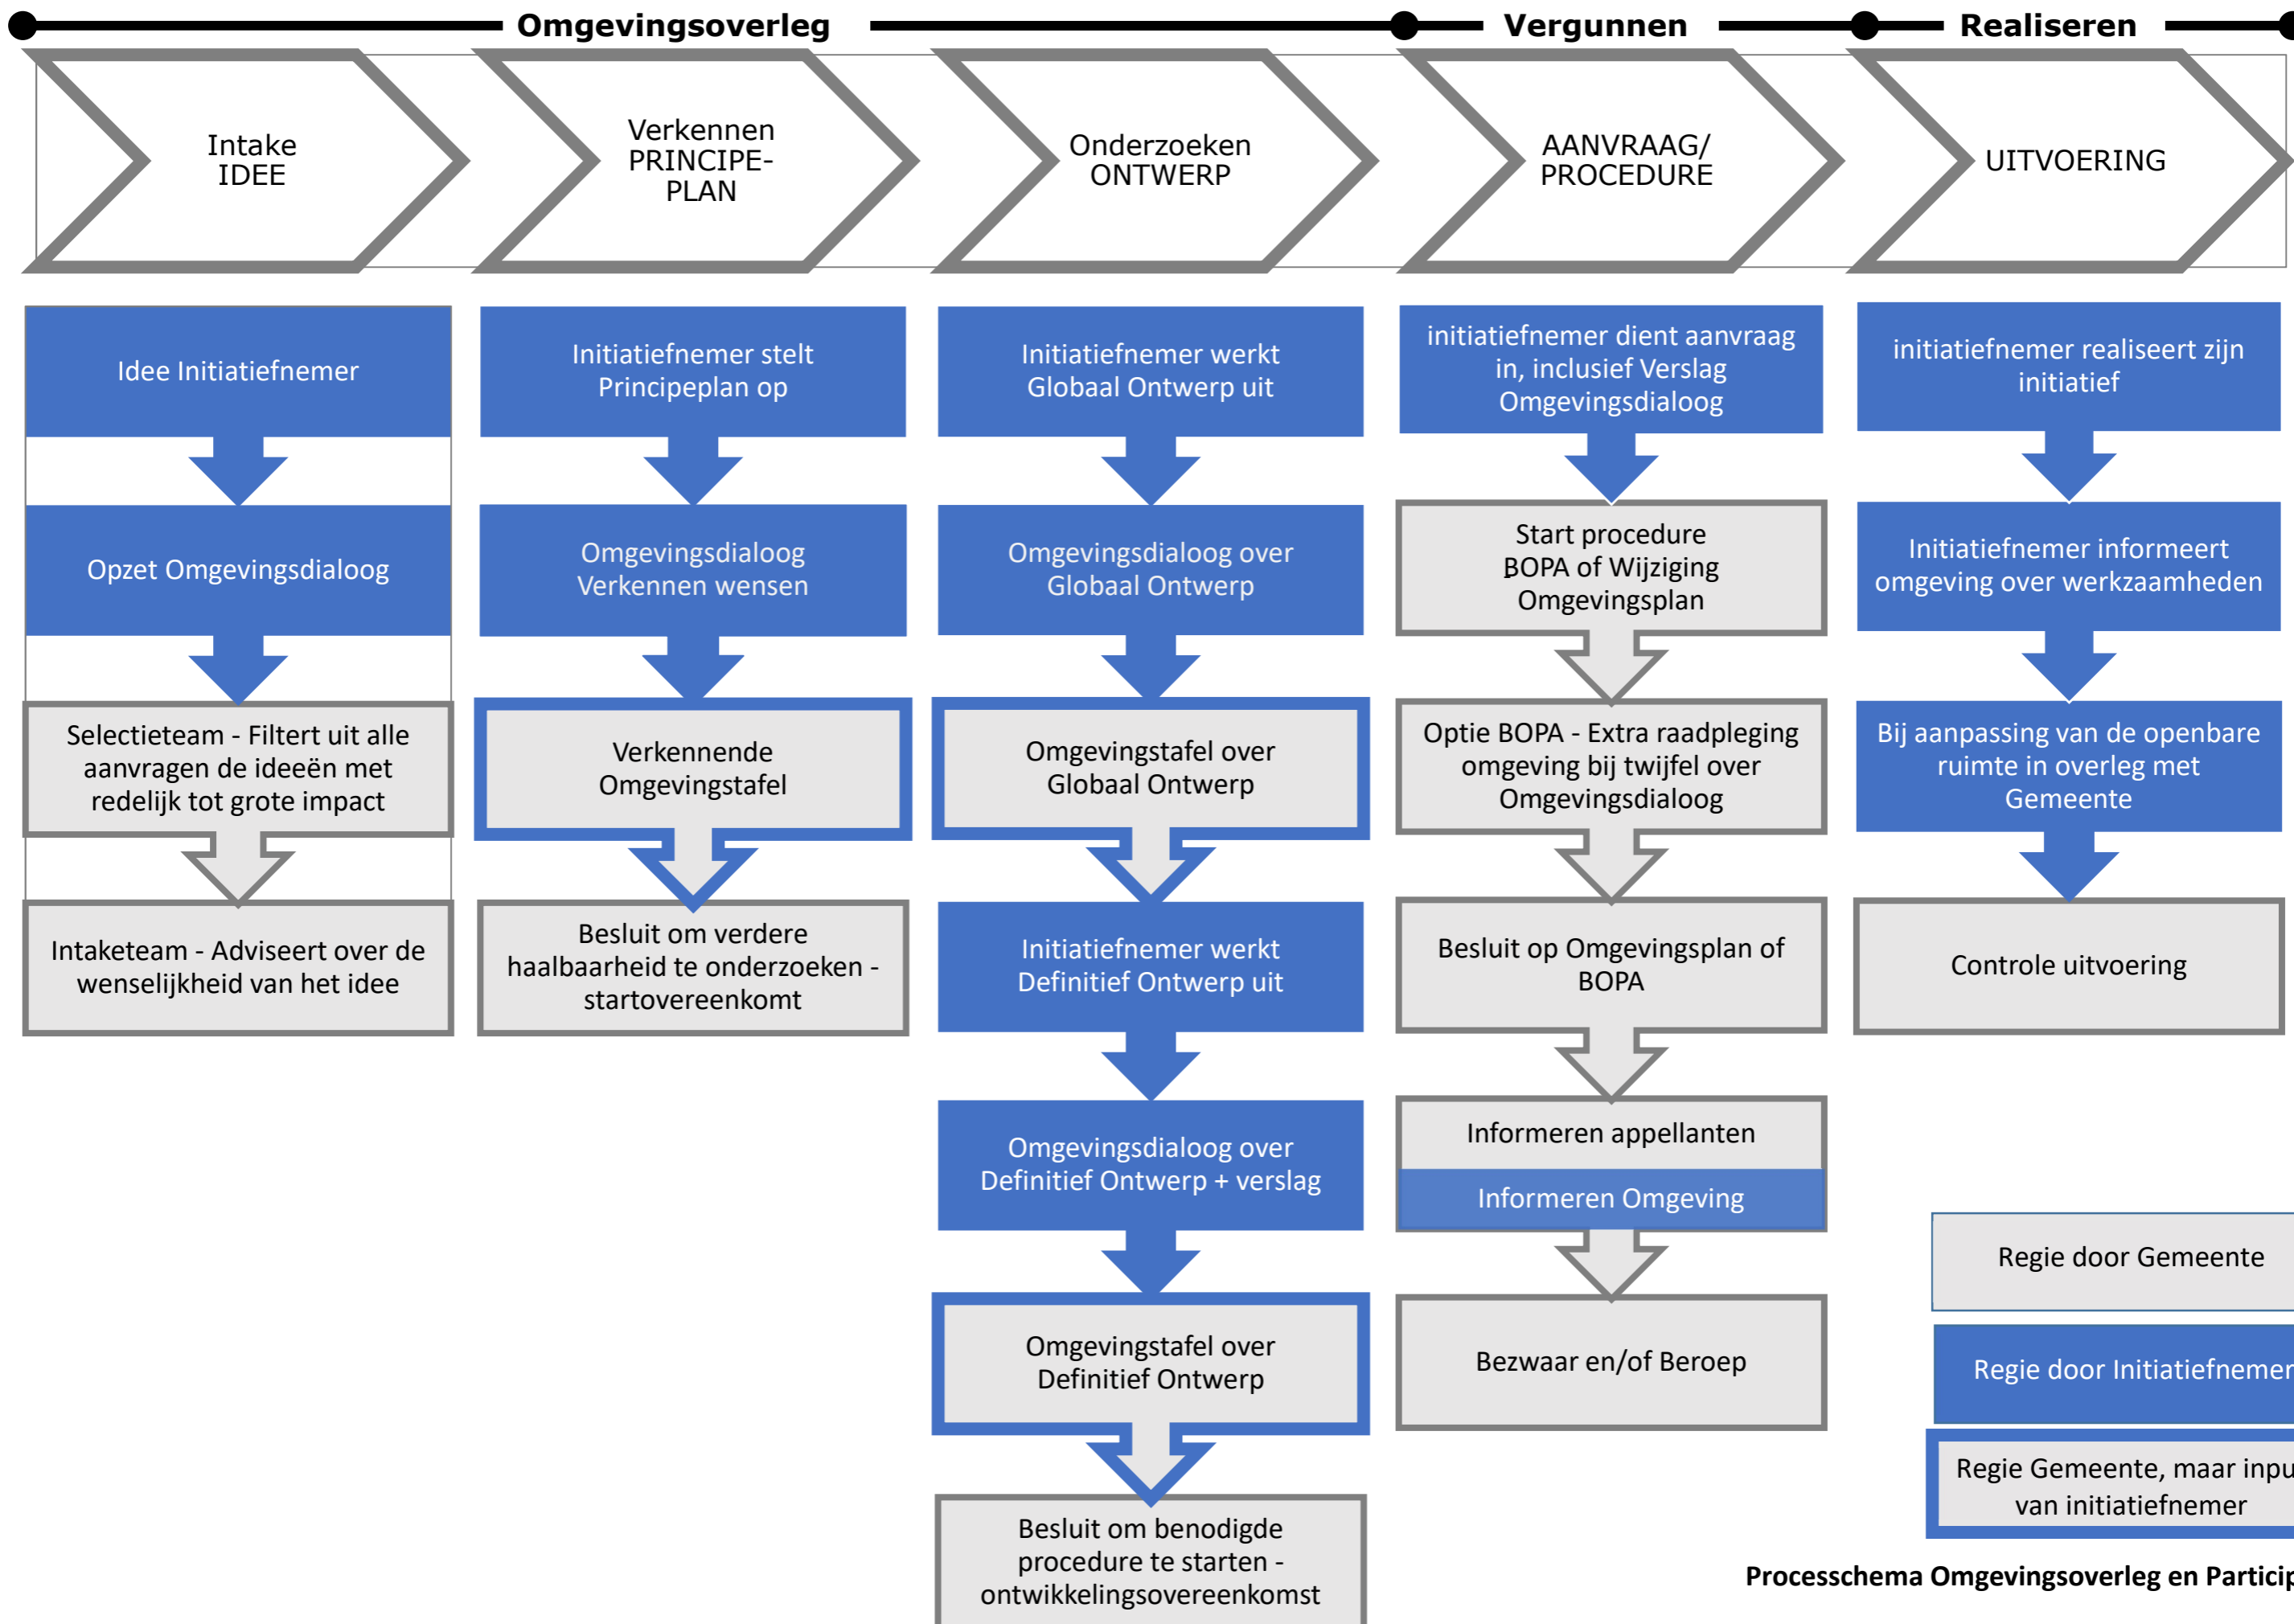 Omgevingsoverleg
Vergunnen
Realiseren
Intake
IDEE
Verkennen
PRINCIPE-
PLAN
Onderzoeken
ONTWERP
AANVRAAG/
PROCEDURE
UITVOERING
Idee Initiatiefnemer
Opzet Omgevingsdialoog
Selectieteam - Filtert uit alle
aanvragen de ideeën met
redelijk tot grote impact
Intaketeam - Adviseert over de
wenselijkheid van het idee
Initiatiefnemer stelt
Principeplan op
Omgevingsdialoog
Verkennen wensen
Verkennende
Omgevingstafel
Besluit om verdere
haalbaarheid te onderzoeken -
startovereenkomt
Initiatiefnemer werkt
Globaal Ontwerp uit
Omgevingsdialoog over
Globaal Ontwerp
Omgevingstafel over
Globaal Ontwerp
Initiatiefnemer werkt
Definitief Ontwerp uit
Omgevingsdialoog over
Definitief Ontwerp + verslag
Omgevingstafel over
Definitief Ontwerp
Besluit om benodigde
procedure te starten -
ontwikkelingsovereenkomst
initiatiefnemer dient aanvraag
in, inclusief Verslag
Omgevingsdialoog
Start procedure
BOPA of Wijziging
Omgevingsplan
Optie BOPA - Extra raadpleging
omgeving bij twijfel over
Omgevingsdialoog
Besluit op Omgevingsplan of
BOPA
Informeren appellanten
Informeren Omgeving
Bezwaar en/of Beroep
initiatiefnemer realiseert zijn
initiatief
Initiatiefnemer informeert
omgeving over werkzaamheden
Bij aanpassing van de openbare
ruimte in overleg met
Gemeente
Controle uitvoering
Regie door Gemeente
Regie door Initiatiefnemer
Regie Gemeente, maar inpu
van initiatiefnemer
Processchema Omgevingsoverleg en Particip